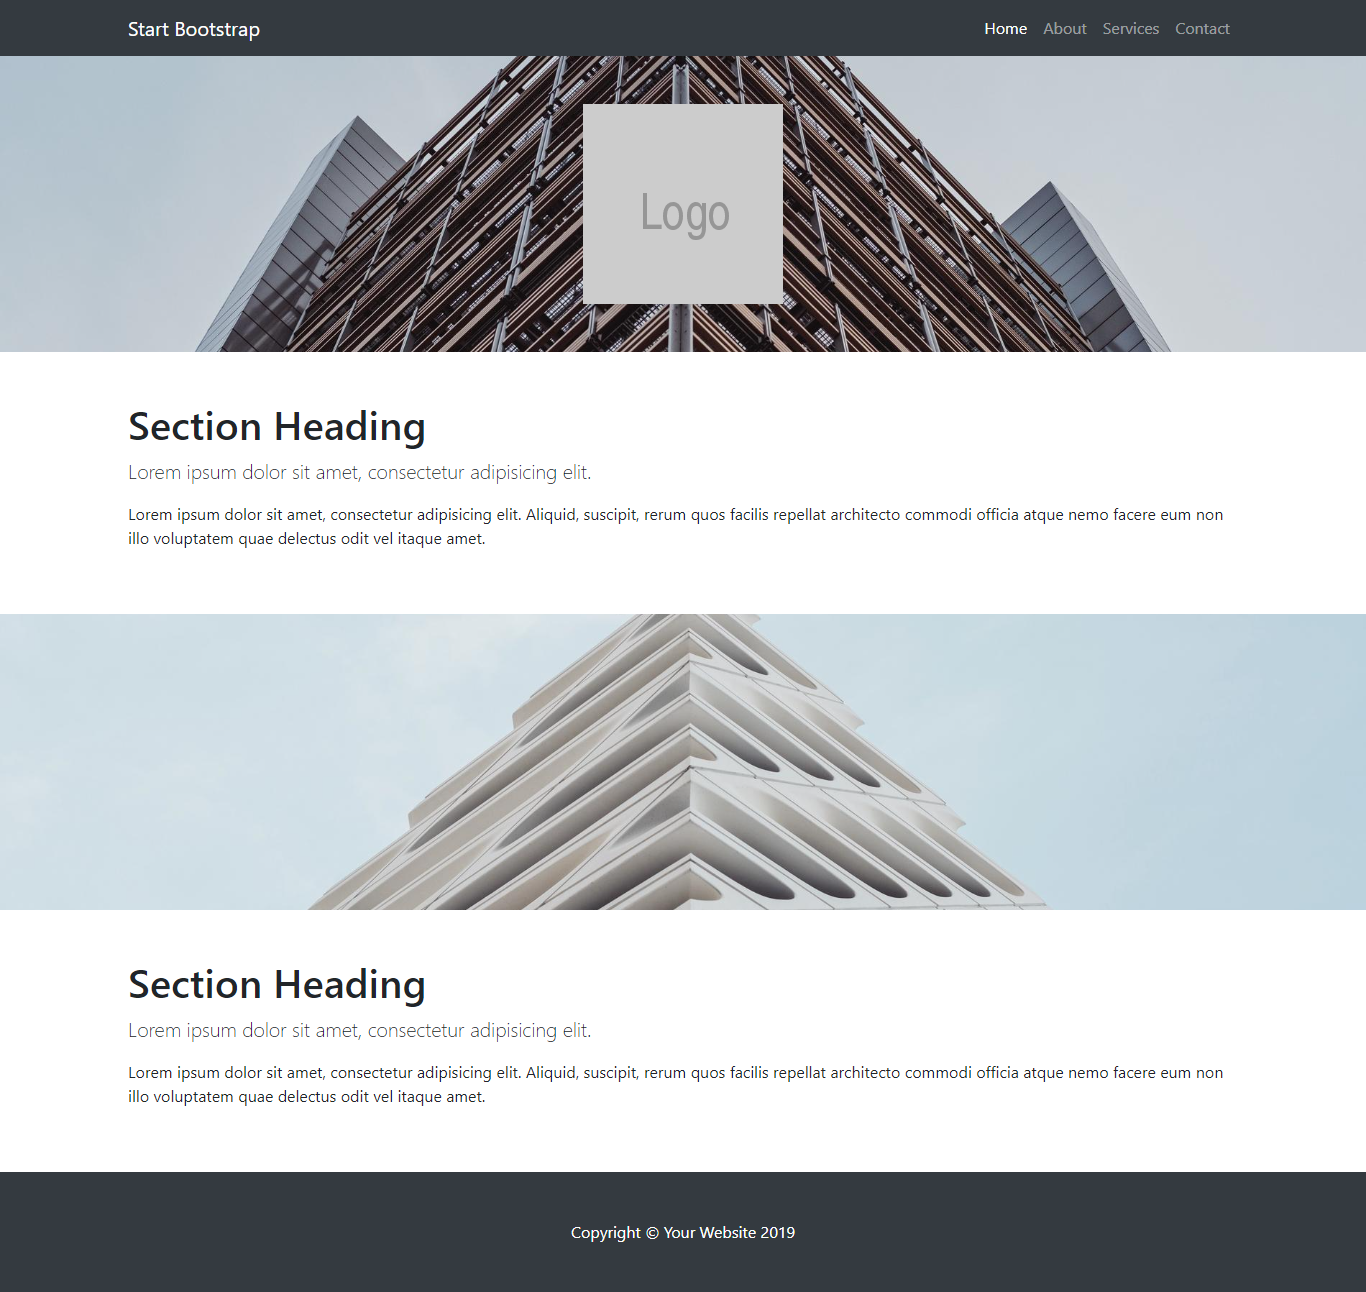 Start Bootstrap
Home About Services Contact
Logo
Section Heading
Lorem ipsum dolor sit amet, consectetur adipisicing elit.
Lorem ipsum dolor sit amet, consectetur adipisicing elit. Aliquid, suscipit, rerum quos facilis repellat architecto commodi officia atque nemo facere eum non
illo voluptatem quae delectus odit vel itaque amet.
Section Heading
Lorem ipsum dolor sit amet, consectetur adipisicing elit.
Lorem ipsum dolor sit amet, consectetur adipisicing elit. Aliquid, suscipit, rerum quos facilis repellat architecto commodi officia atque nemo facere eum non
illo voluptatem quae delectus odit vel itaque amet.
Copyright © Your Website 2019